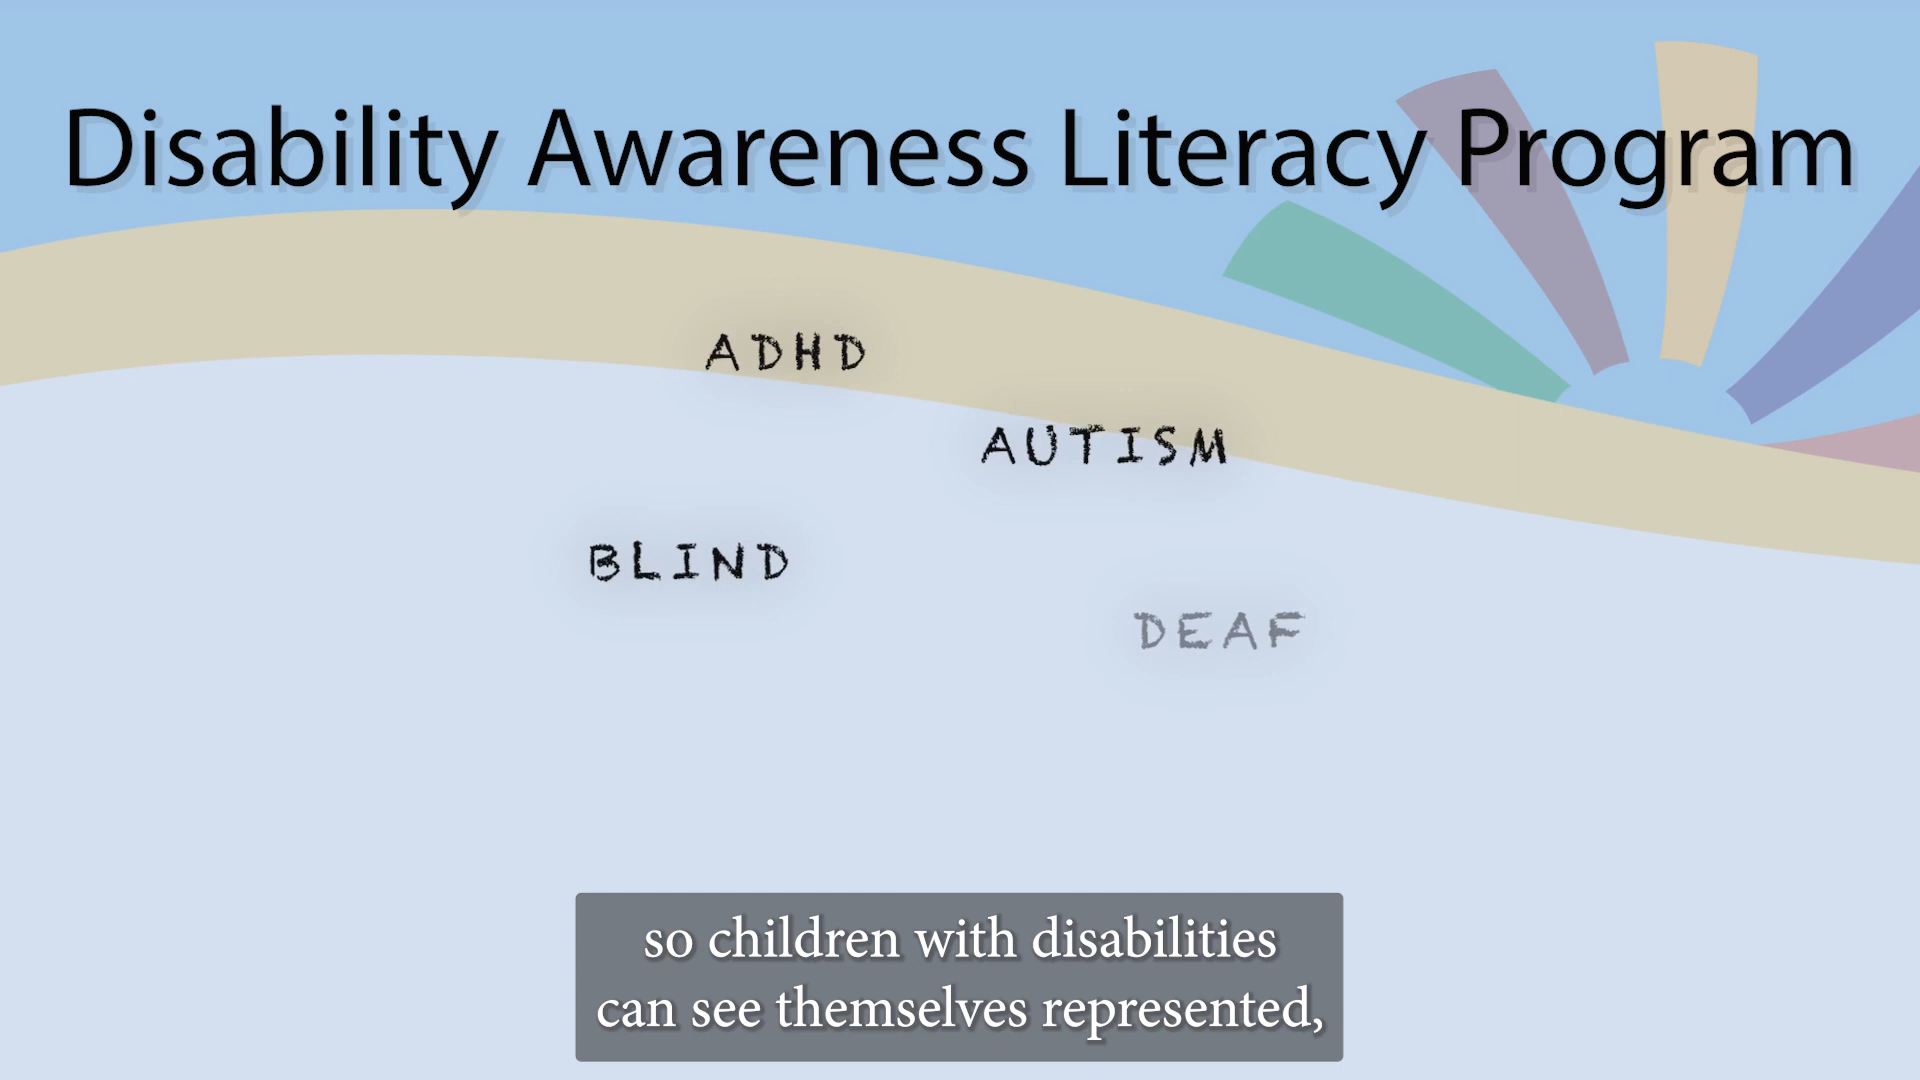 Disability Awareness Literacy Program
ADHD
AUTISM
BLIND
DEAF
so children with disabilities
can see themselves represented,